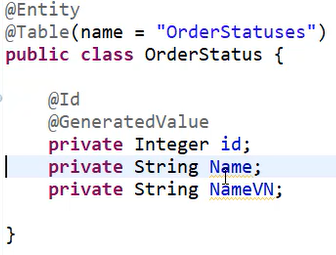 @Entity
@Table(name = "OrderStatuses")
public class OrderStatus {
@Id
@GeneratedValue
private Integer id;
private String Name;
private String NameVN;
}